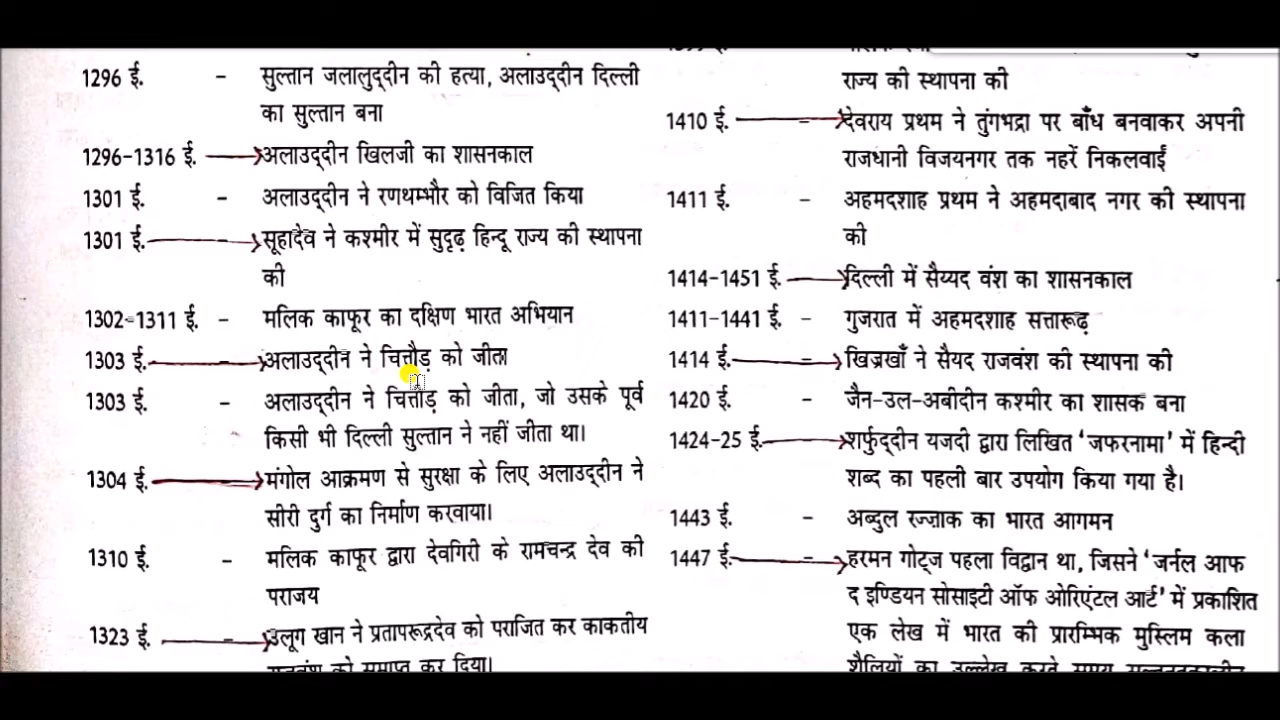 1296 ई. - सुल्तान जलालुद्दीन की हत्या, अलाउद्दीन दिल्ली
का सुल्तान बना
1296-1316 ई. अलाउद्दीन खिलजी का शासनकाल
1301 ई. - अलाउद्दीन ने रणथम्भौर को विजित किया
1301 ई. - सूहादेव ने कश्मीर में सुदृढ़ हिन्दू राज्य की स्थापना
की
1302-1311 ई. - मलिक काफूर का दक्षिण भारत अभियान
1303 ई. - अलाउद्दीन ने चित्तौड़ को जीता
1303 ई. - अलाउद्दीन ने चित्तौड़ को जीता, जो उसके पूर्व
किसी भी दिल्ली सुल्तान ने नहीं जीता था।
1304 ई. - मंगोल आक्रमण से सुरक्षा के लिए अलाउद्दीन ने
सीरी दुर्ग का निर्माण करवाया।
1310 ई. - मलिक काफूर द्वारा देवगिरी के रामचन्द्र देव की
पराजय
1323 ई. - उलूग खान ने प्रतापरूद्रदेव को पराजित कर काकतीय
राजवंश को समाप्त कर दिया।
राज्य की स्थापना की
1410 ई. - देवराय प्रथम ने तुंगभद्रा पर बाँध बनवाकर अपनी
राजधानी विजयनगर तक नहरें निकलवाईं
1411 ई. - अहमदशाह प्रथम ने अहमदाबाद नगर की स्थापना
की
1414-1451 ई. दिल्ली में सैय्यद वंश का शासनकाल
1411-1441 ई. - गुजरात में अहमदशाह सत्तारूढ़
1414 ई. - खिज्रखाँ ने सैयद राजवंश की स्थापना की
1420 ई. - जैन-उल-अबीदीन कश्मीर का शासक बना
1424-25 ई. शर्फुद्दीन यजदी द्वारा लिखित 'जफरनामा' में हिन्दी
शब्द का पहली बार उपयोग किया गया है।
1443 ई. - अब्दुल रज्जाक का भारत आगमन
1447 ई. - हरमन गोट्ज पहला विद्वान था, जिसने 'जर्नल आफ
द इण्डियन सोसाइटी ऑफ ओरिएंटल आर्ट' में प्रकाशित
एक लेख में भारत की प्रारम्भिक मुस्लिम कला
शैलियों का उल्लेख करते समय